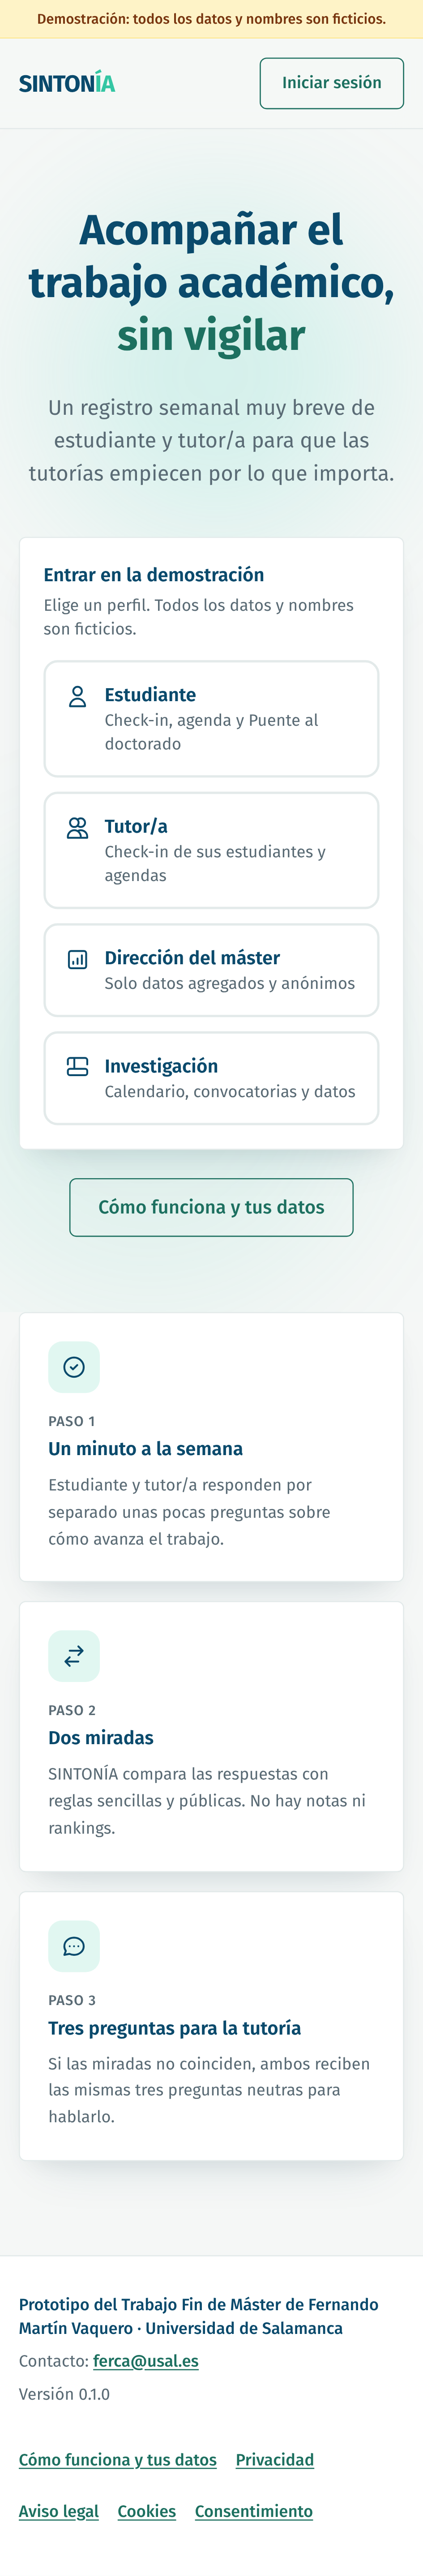 Demostración: todos los datos y nombres son ficticios.
SINTONÍA
Iniciar sesión
Acompañar el
trabajo académico,
sin vigilar
Un registro semanal muy breve de
estudiante y tutor/a para que las
tutorías empiecen por lo que importa.
Entrar en la demostración
Elige un perfil. Todos los datos y nombres
son ficticios.
Estudiante
Check-in, agenda y Puente al
doctorado
Tutor/a
Check-in de sus estudiantes y
agendas
Dirección del máster
Solo datos agregados y anónimos
Investigación
Calendario, convocatorias y datos
Cómo funciona y tus datos
PASO 1
Un minuto a la semana
Estudiante y tutor/a responden por
separado unas pocas preguntas sobre
cómo avanza el trabajo.
PASO 2
Dos miradas
SINTONÍA compara las respuestas con
reglas sencillas y públicas. No hay notas ni
rankings.
PASO 3
Tres preguntas para la tutoría
Si las miradas no coinciden, ambos reciben
las mismas tres preguntas neutras para
hablarlo.
Prototipo del Trabajo Fin de Máster de Fernando
Martín Vaquero · Universidad de Salamanca
Contacto: ferca@usal.es
Versión 0.1.0
Cómo funciona y tus datos Privacidad
Aviso legal Cookies Consentimiento